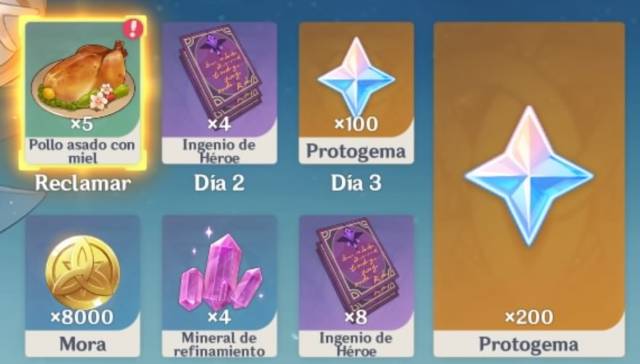 ×5
Pollo asado con
miel
Reclamar
×4
Ingenio de
Héroe
Día 2
×100
Protogema
Día 3
×8000
Mora
×4
Mineral de
refinamiento
×8
Ingenio de
Héroe
×200
Protogema